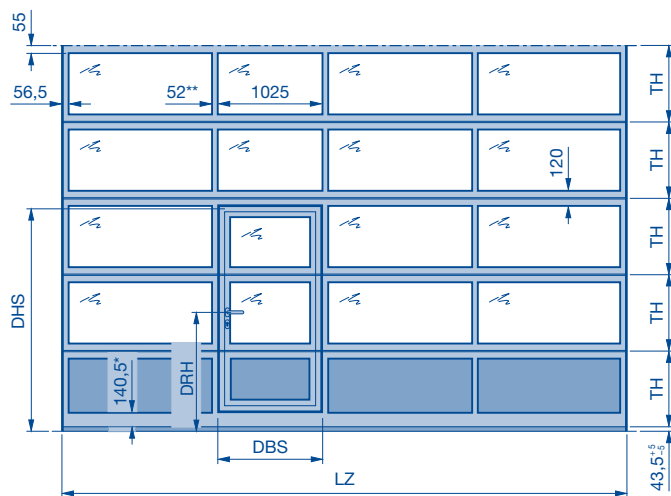 55
56,5
52**
1025
TH
TH
120
TH
DHS
TH
DRH
140,5*
TH
DBS
LZ
43,5 +5 -5